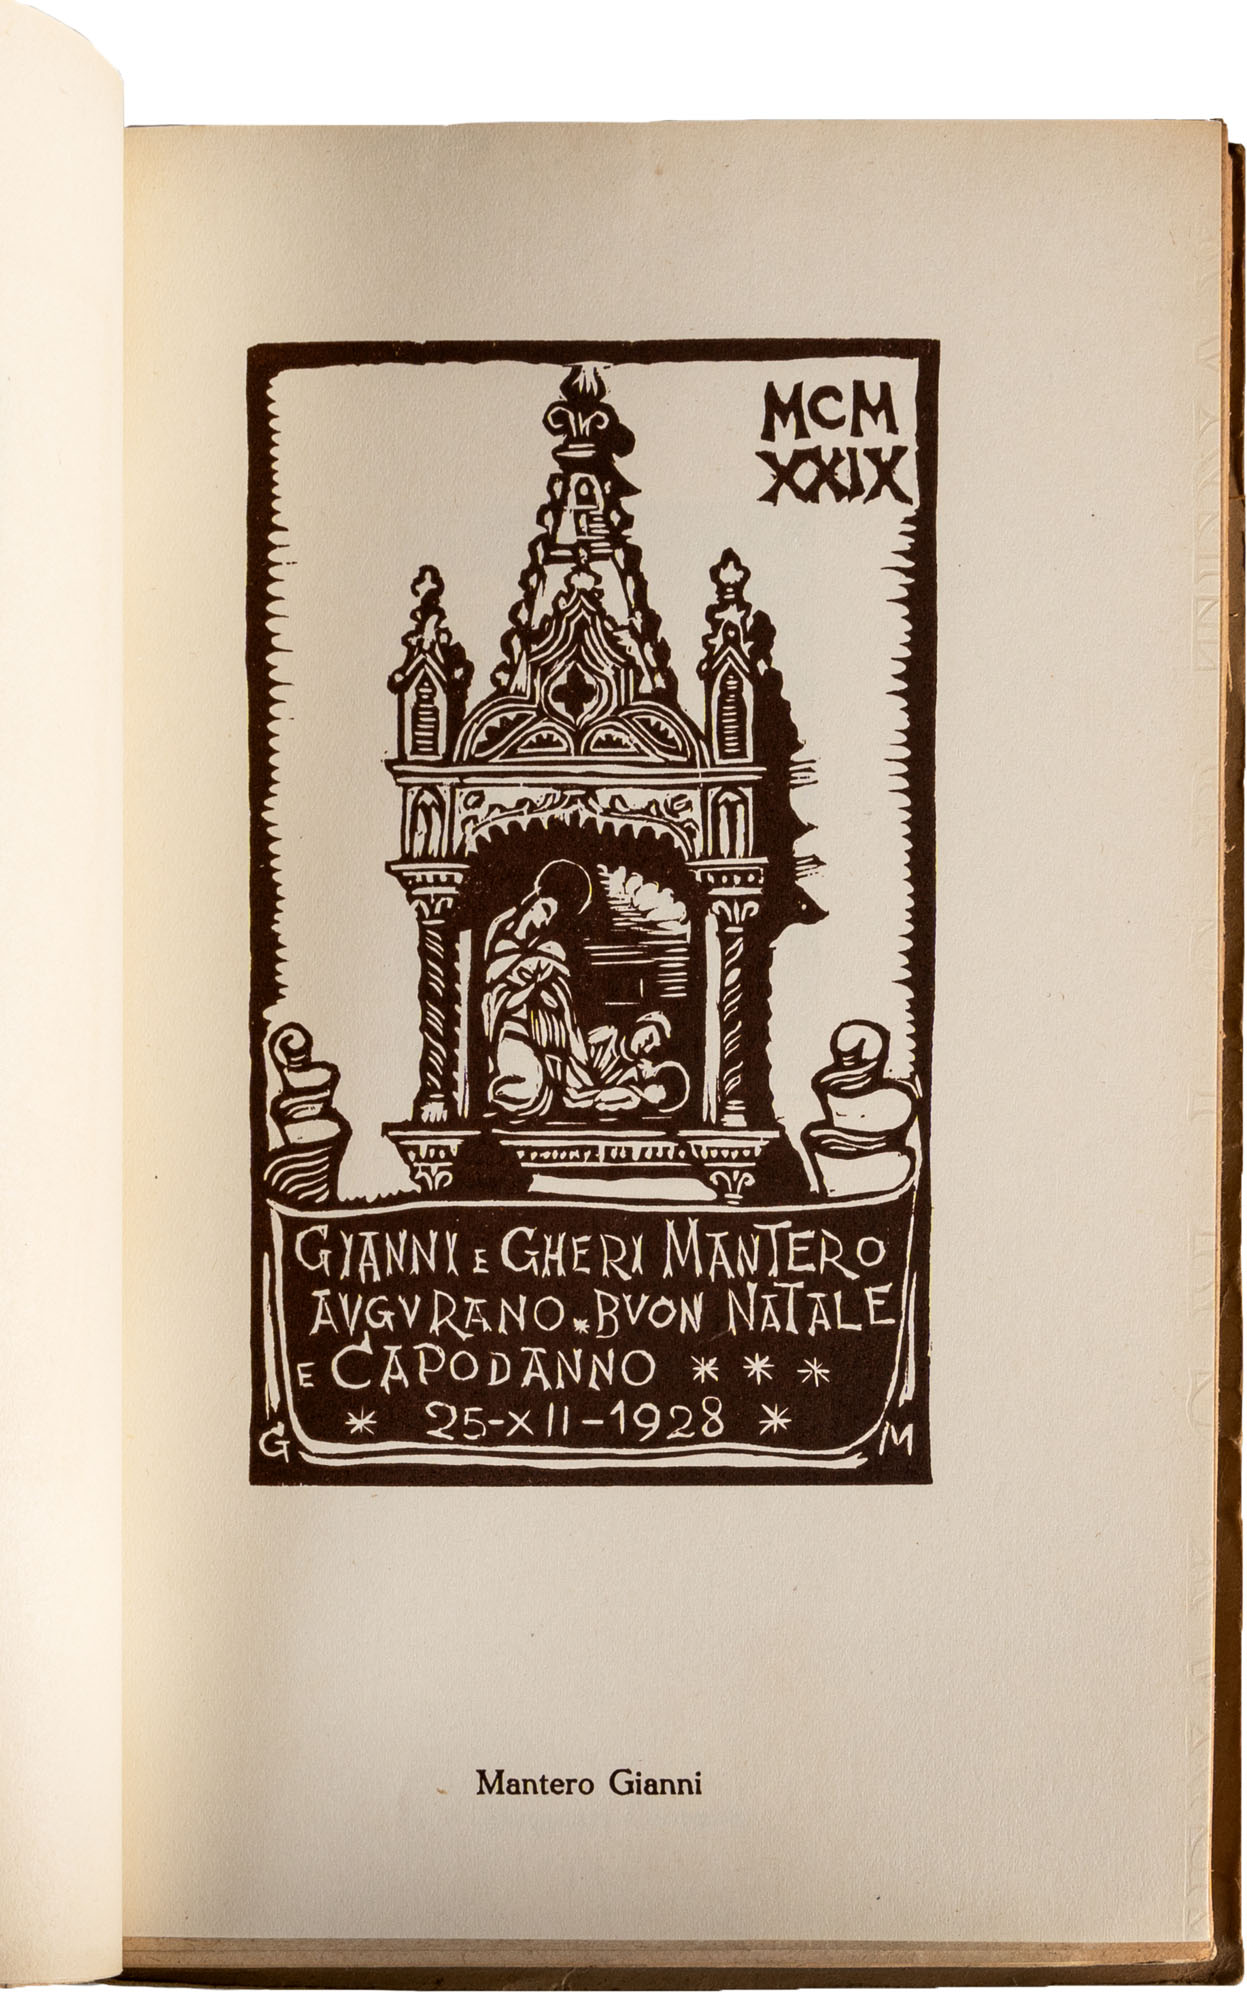 MCM
XXIX
GIANNI E GHERI MANTERO
AVGVRANO * BVON NATALE
E CAPODANNO * * *
* 25-XII-1928 *
G M
Mantero Gianni